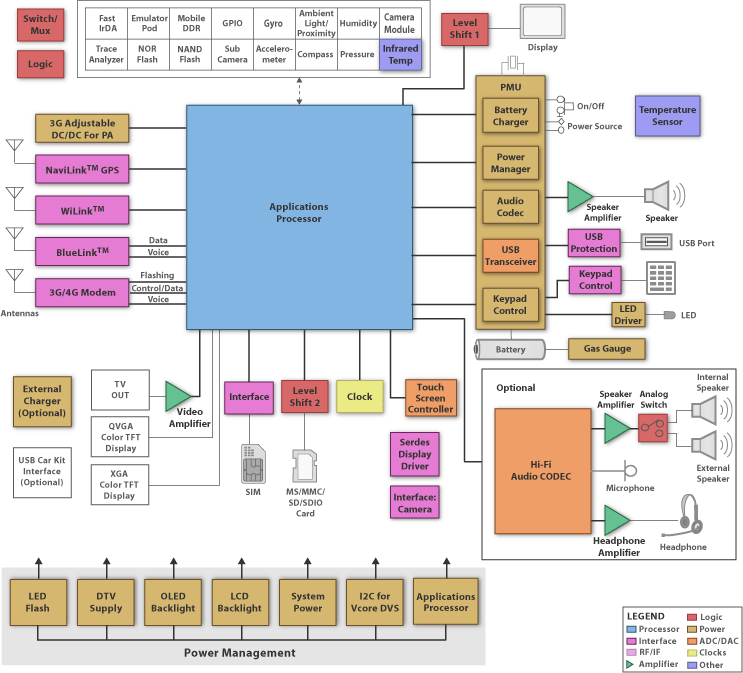 Switch/
Mux
Logic
Fast
IrDA
Emulator
Pod
Mobile
DDR
GPIO
Gyro
Ambient
Light/
Proximity
Humidity
Camera
Module
Trace
Analyzer
NOR
Flash
NAND
Flash
Sub
Camera
Accelero-
meter
Compass
Pressure
Infrared
Temp
Level
Shift 1
Display
PMU
Battery
Charger
On/Off
Power Source
Temperature
Sensor
3G Adjustable
DC/DC For PA
NaviLink™ GPS
WiLink™
BlueLink™
3G/4G Modem
Antennas
Data
Voice
Flashing
Control/Data
Voice
Applications
Processor
Power
Manager
Audio
Codec
Speaker
Amplifier
Speaker
USB
Transceiver
USB
Protection
USB Port
Keypad
Control
Keypad
Control
LED
Driver
LED
Battery
Gas Gauge
External
Charger
(Optional)
USB Car Kit
Interface
(Optional)
TV
OUT
Video
Amplifier
QVGA
Color TFT
Display
XGA
Color TFT
Display
Interface
SIM
Level
Shift 2
MS/MMC/
SD/SDIO
Card
Clock
Touch
Screen
Controller
Serdes
Display
Driver
Interface:
Camera
Optional
Hi-Fi
Audio CODEC
Speaker
Amplifier
Analog
Switch
Internal
Speaker
External
Speaker
Microphone
Headphone
Amplifier
Headphone
LED
Flash
DTV
Supply
OLED
Backlight
LCD
Backlight
System
Power
I2C for
Vcore DVS
Applications
Processor
Power Management
LEGEND
Processor
Interface
RF/IF
Amplifier
Logic
Power
ADC/DAC
Clocks
Other